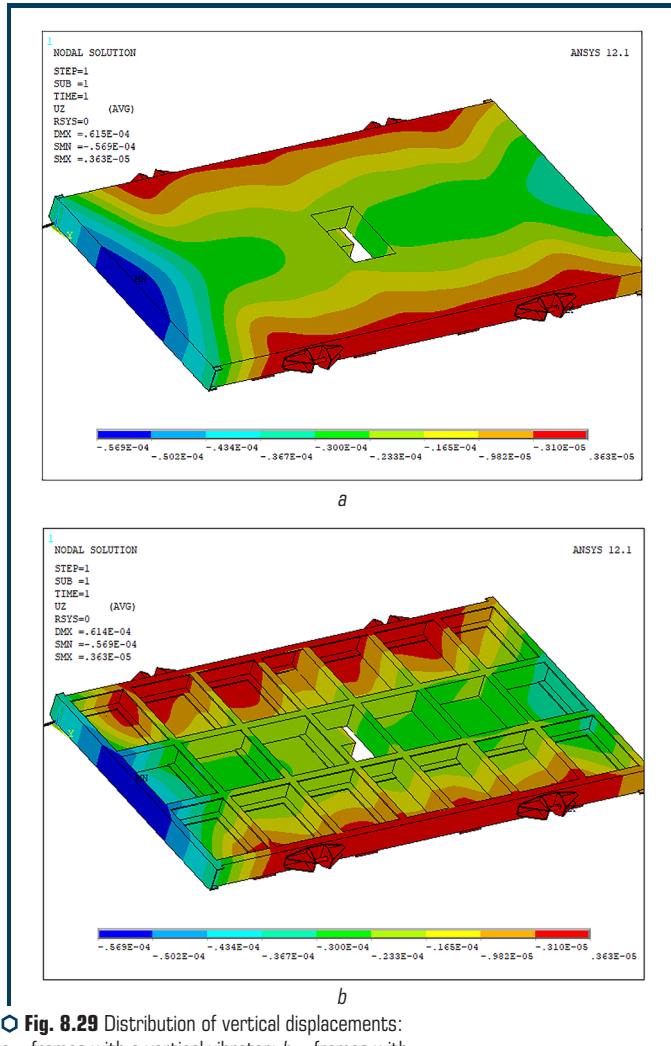 1
NODAL SOLUTION
ANSYS 12.1
STEP=1
SUB =1
TIME=1
UZ (AVG)
RSYS=0
DMX =.615E-04
SMN =-.569E-04
SMX =.363E-05
Y
-.569E-04 -.434E-04 -.300E-04 -.165E-04 -.310E-05
-.502E-04 -.367E-04 -.233E-04 -.982E-05 .363E-05
a
1
NODAL SOLUTION
ANSYS 12.1
STEP=1
SUB =1
TIME=1
UZ (AVG)
RSYS=0
DMX =.614E-04
SMN =-.569E-04
SMX =.363E-05
Y
-.569E-04 -.434E-04 -.300E-04 -.165E-04 -.310E-05
-.502E-04 -.367E-04 -.233E-04 -.982E-05 .363E-05
b
Fig. 8.29 Distribution of vertical displacements: